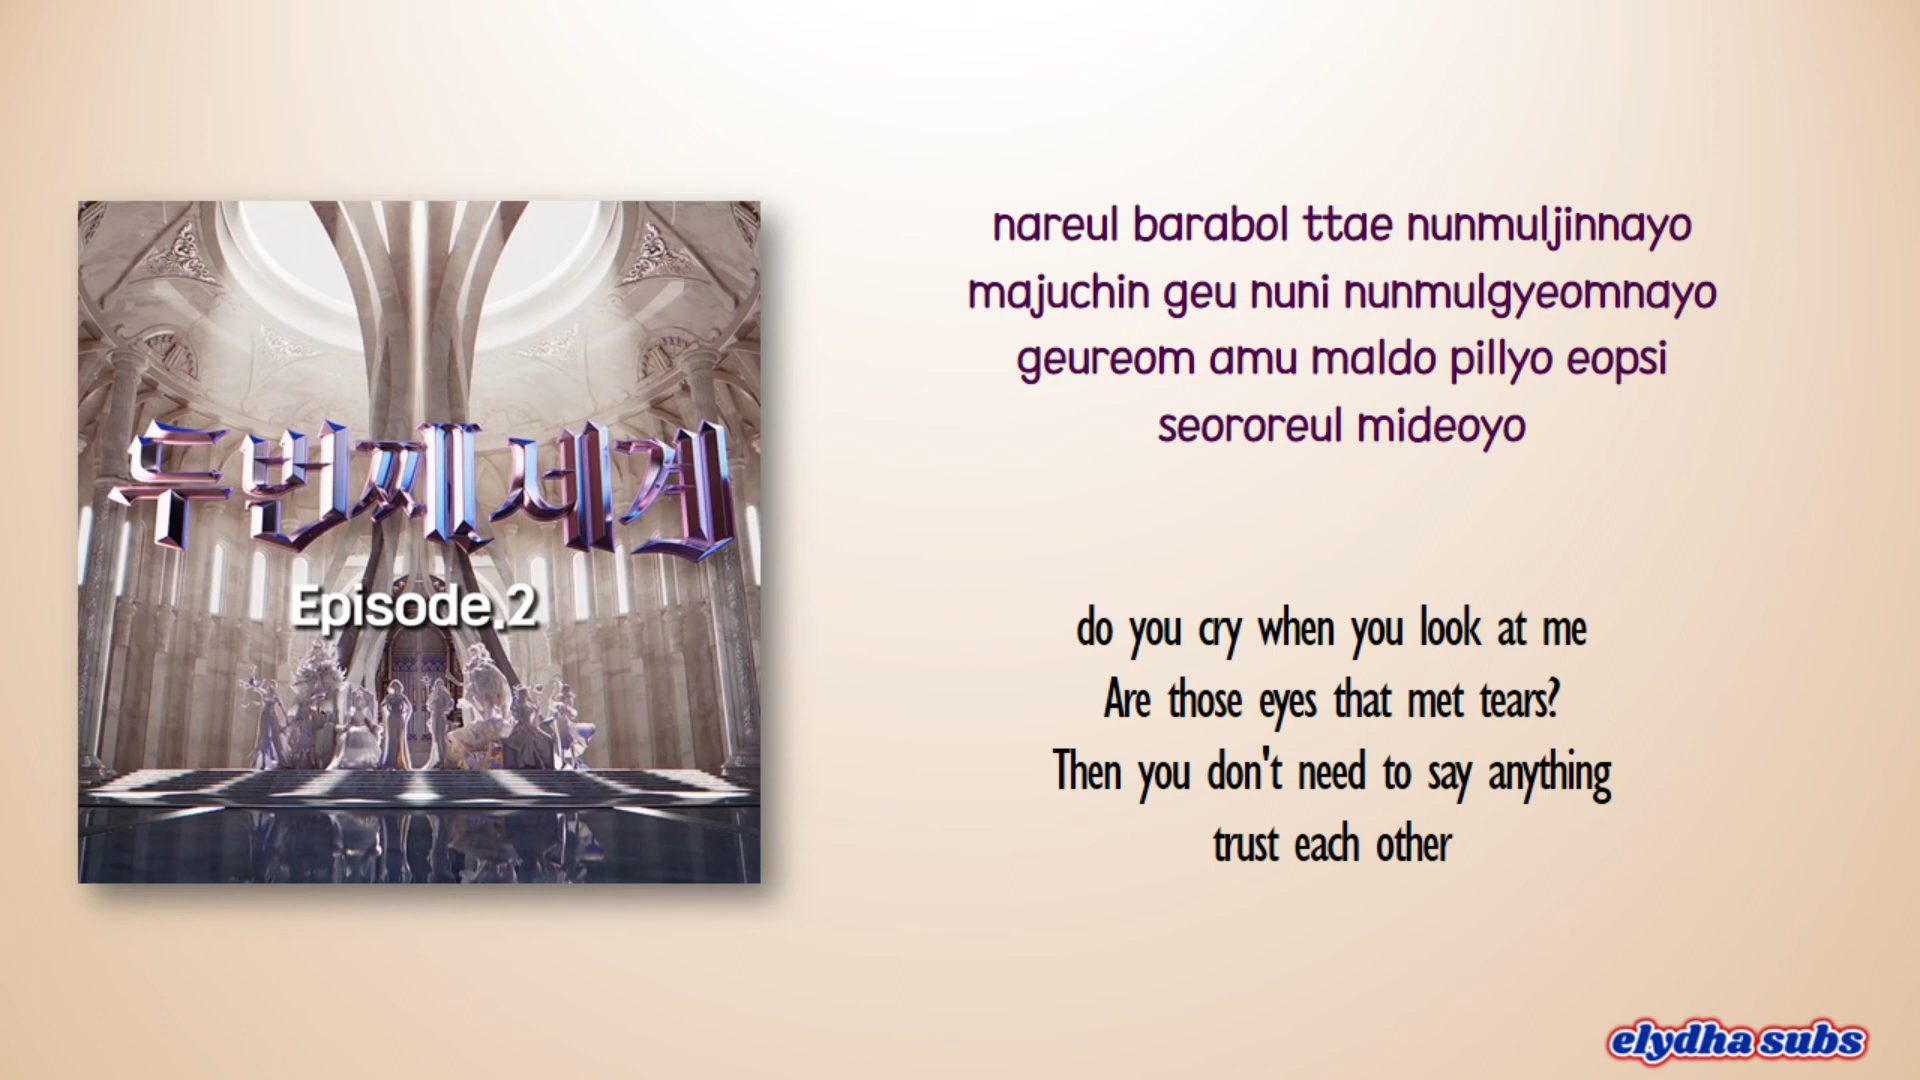 두번째 세계
Episode.2
nareul barabol ttae nunmuljinnayo
majuchin geu nuni nunmulgyeomnayo
geureom amu maldo pillyo eopsi
seororeul mideoyo
do you cry when you look at me
Are those eyes that met tears?
Then you don't need to say anything
trust each other
elydha subs